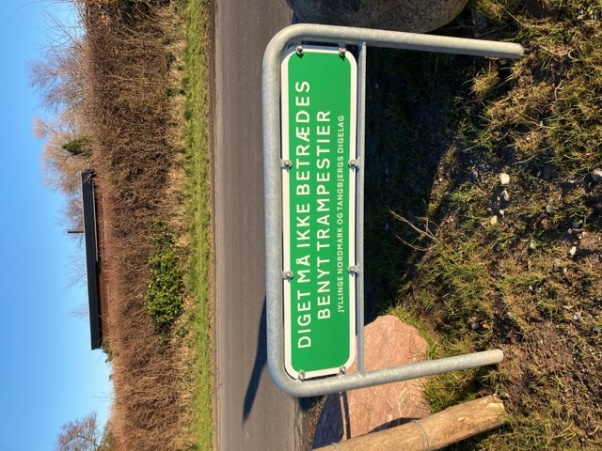 DIGET MÅ IKKE BETRÆDES
BENYT TRAMPESTIER
JYLLINGE NORDMARK OG TANGBJERGS DIGELAG